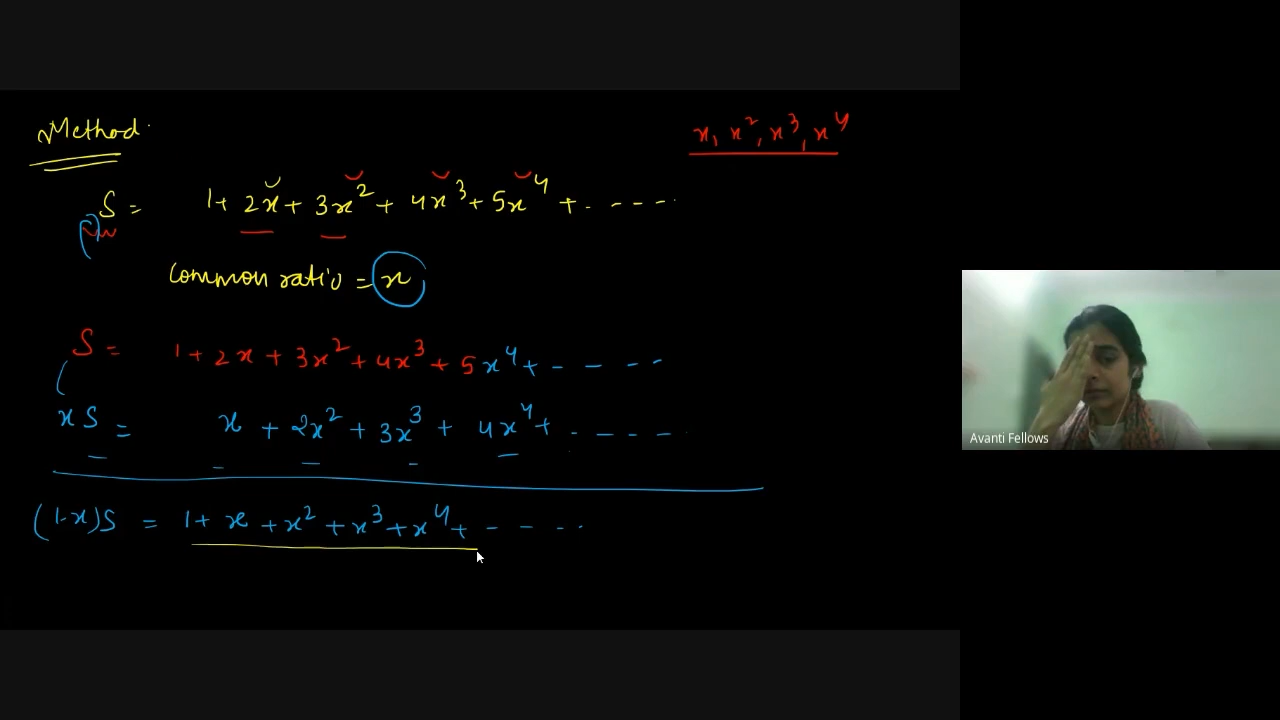 Method
x, x², x³, x⁴
S = 1 + 2x + 3x² + 4x³ + 5x⁴ + - - - -
Common ratio = x
S = 1 + 2x + 3x² + 4x³ + 5x⁴ + - - - -
xS = x + 2x² + 3x³ + 4x⁴ + - - - -
(1-x)S = 1 + x + x² + x³ + x⁴ + - - - -
Avanti Fellows